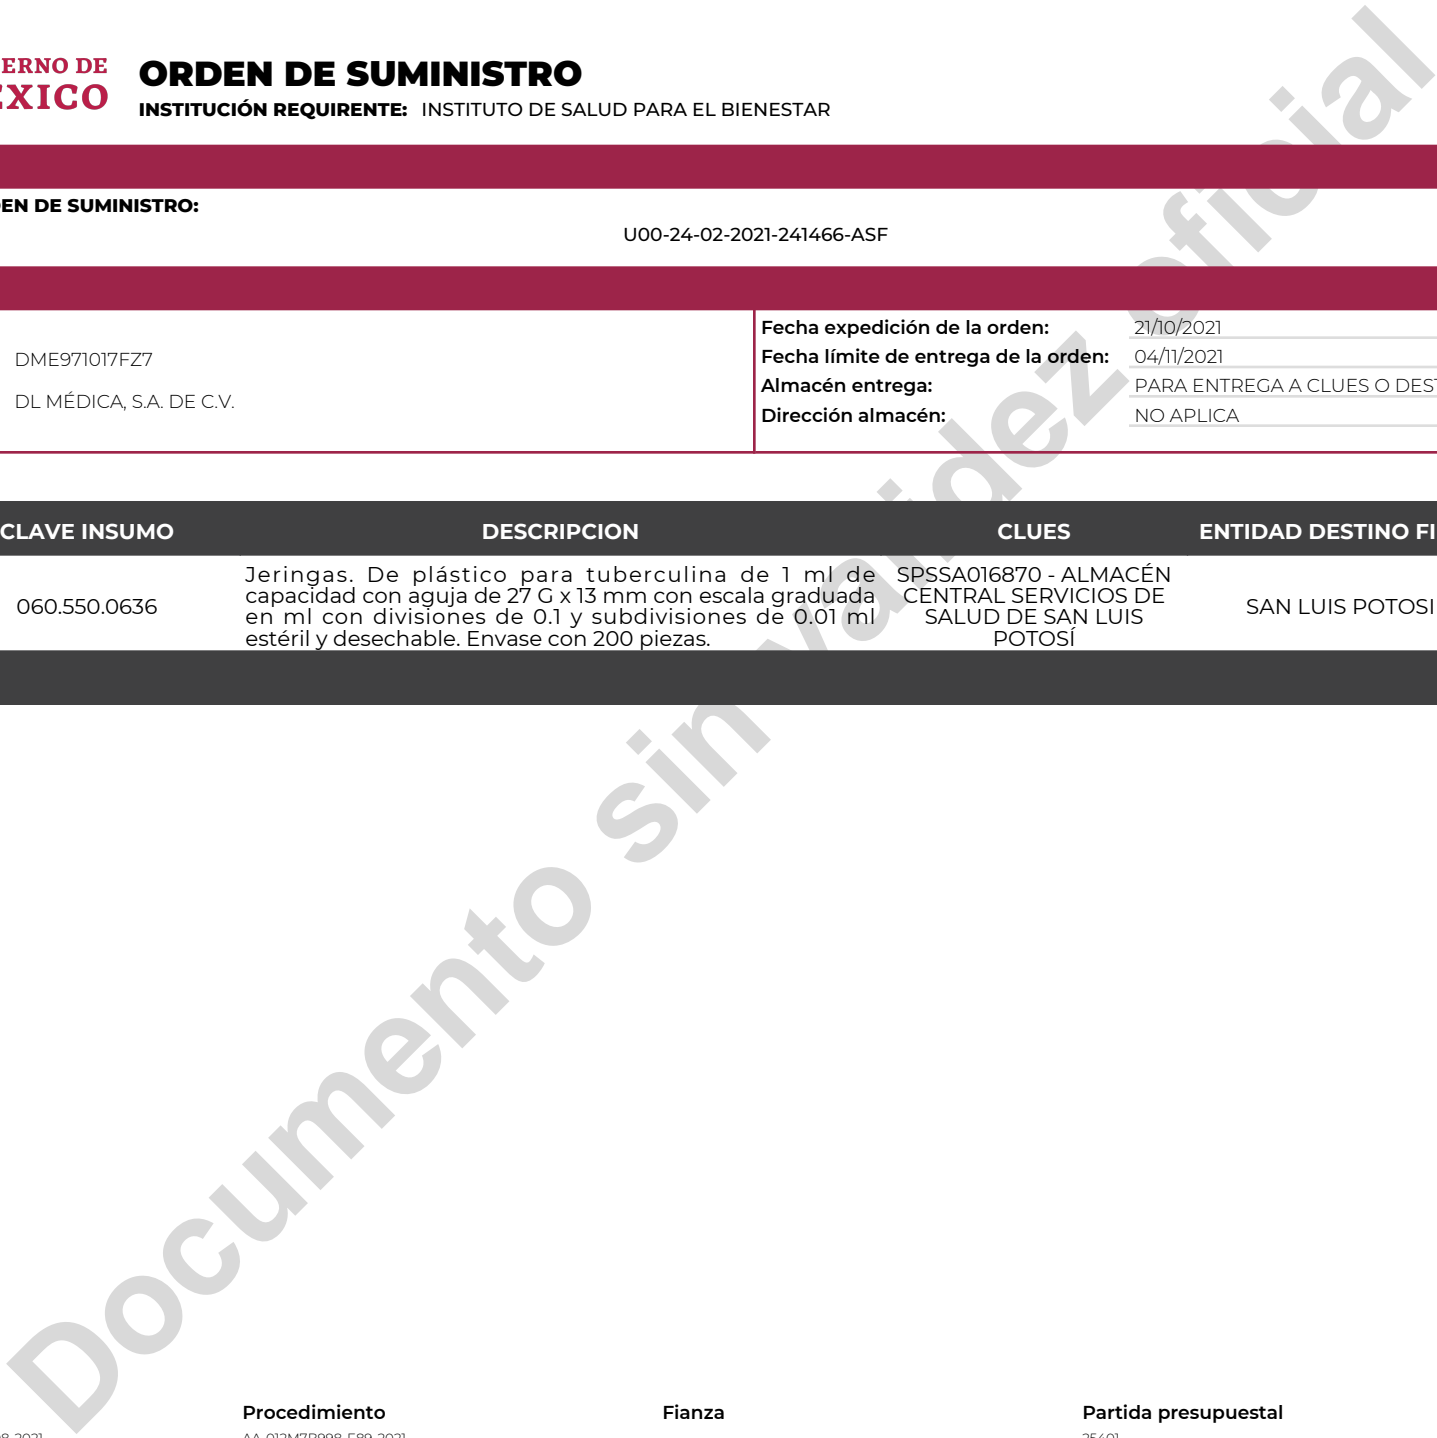 ERNO DE
ORDEN DE SUMINISTRO
INSTITUCIÓN REQUIRENTE: INSTITUTO DE SALUD PARA EL BIENESTAR
EN DE SUMINISTRO:
U00-24-02-2021-241466-ASF
DME971017FZ7
DL MÉDICA, S.A. DE C.V.
Fecha expedición de la orden: 21/10/2021
Fecha límite de entrega de la orden: 04/11/2021
Almacén entrega: PARA ENTREGA A CLUES O DEST
Dirección almacén: NO APLICA
CLAVE INSUMO DESCRIPCION CLUES ENTIDAD DESTINO FI
060.550.0636
Jeringas. De plástico para tuberculina de 1 ml de
capacidad con aguja de 27 G x 13 mm con escala graduada
en ml con divisiones de 0.1 y subdivisiones de 0.01 ml
estéril y desechable. Envase con 200 piezas.
SPSSA016870 - ALMACÉN
CENTRAL SERVICIOS DE
SALUD DE SAN LUIS
POTOSÍ
SAN LUIS POTOSI
Documento sin validez oficial
Procedimiento Fianza Partida presupuestal